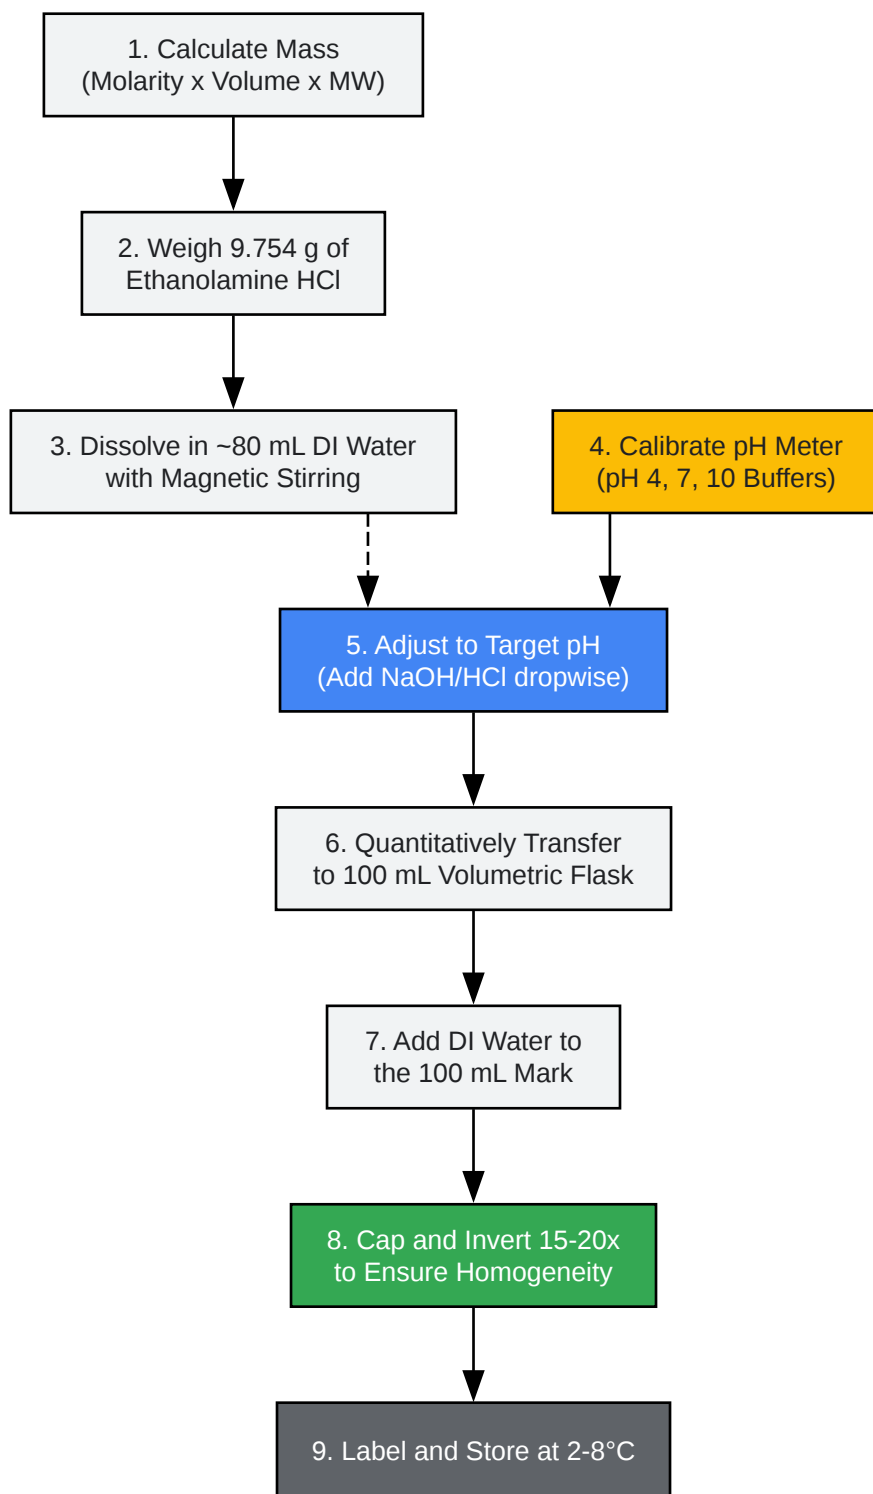 1. Calculate Mass
(Molarity x Volume x MW)
2. Weigh 9.754 g of
Ethanolamine HCl
3. Dissolve in ~80 mL DI Water
with Magnetic Stirring
4. Calibrate pH Meter
(pH 4, 7, 10 Buffers)
5. Adjust to Target pH
(Add NaOH/HCl dropwise)
6. Quantitatively Transfer
to 100 mL Volumetric Flask
7. Add DI Water to
the 100 mL Mark
8. Cap and Invert 15-20x
to Ensure Homogeneity
9. Label and Store at 2-8°C